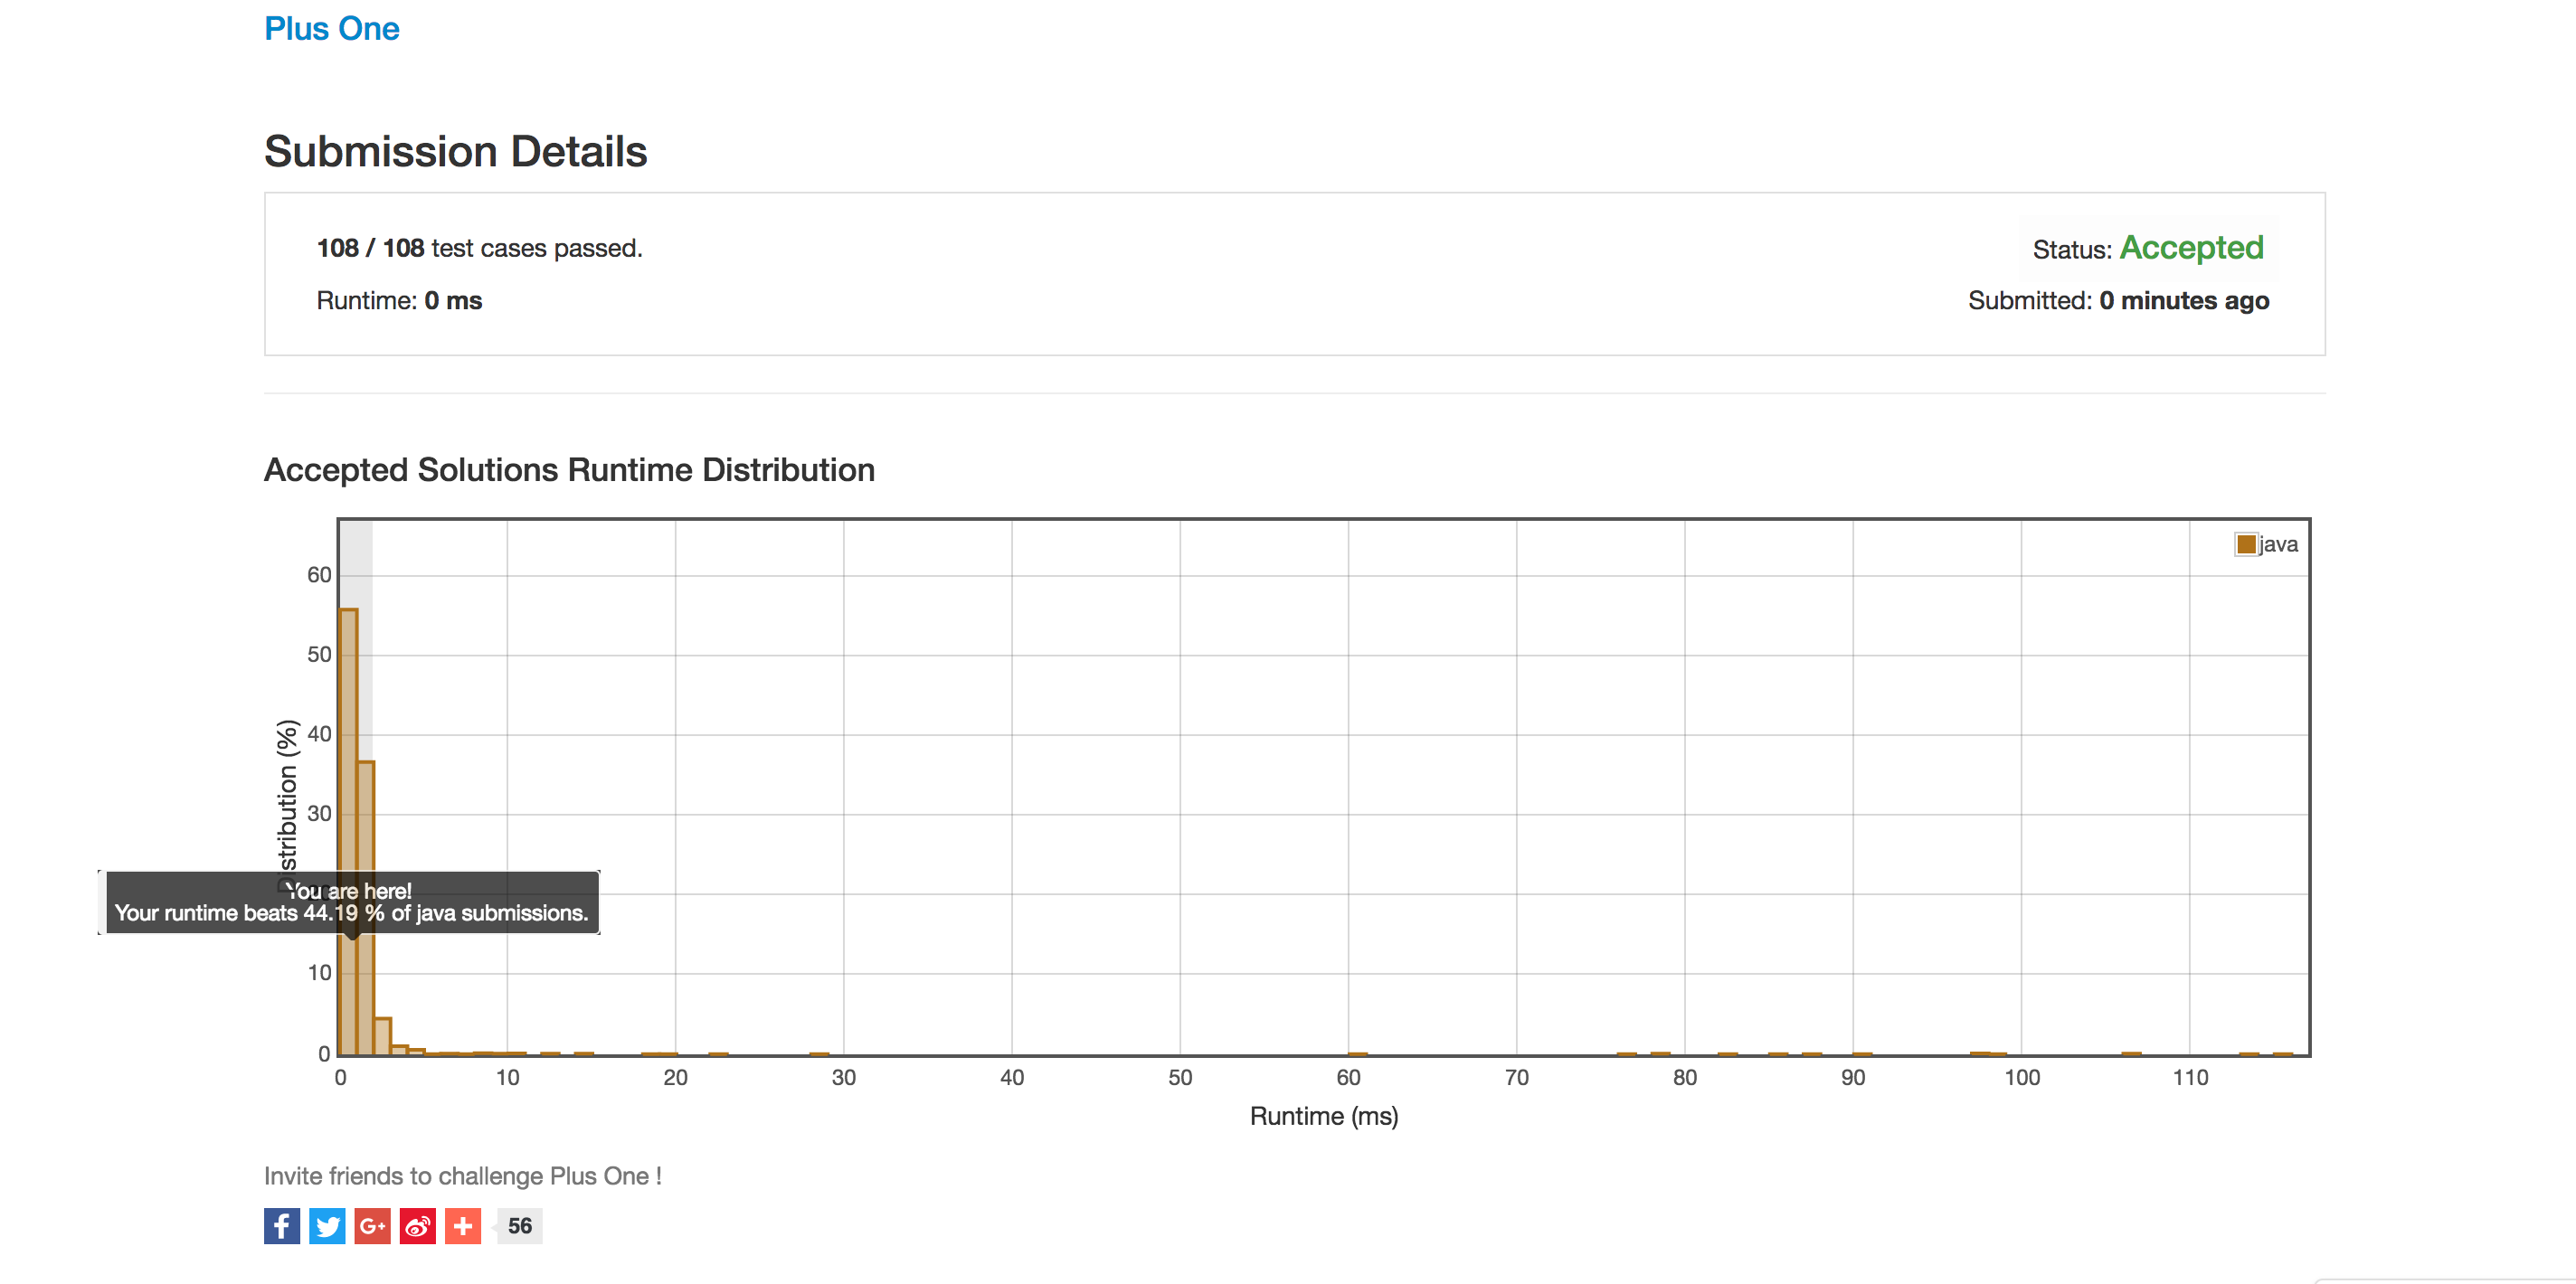 Plus One
Submission Details
108 / 108 test cases passed.
Status: Accepted
Runtime: 0 ms
Submitted: 0 minutes ago
Accepted Solutions Runtime Distribution
java
60
50
40
30
20
10
0
Distribution (%)
You are here!
Your runtime beats 44.19 % of java submissions.
0 10 20 30 40 50 60 70 80 90 100 110
Runtime (ms)
Invite friends to challenge Plus One !
f G+ + 56